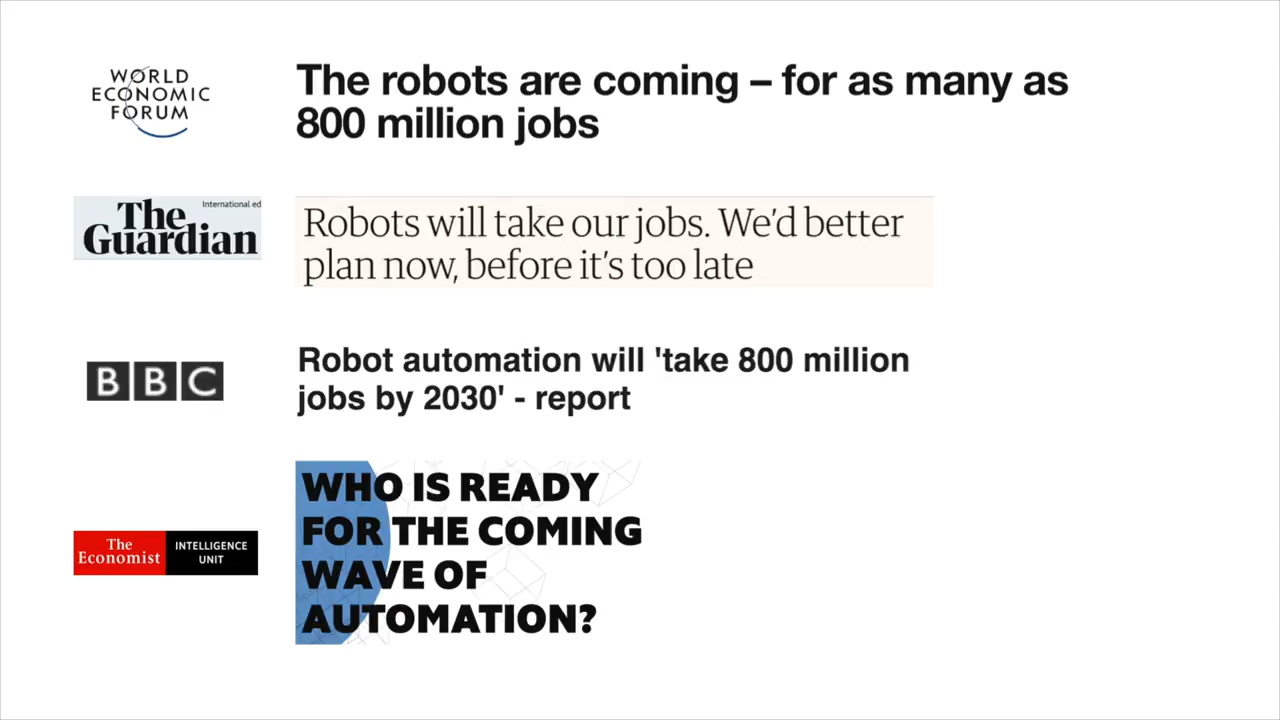 WORLD
ECONOMIC
FORUM
The robots are coming – for as many as
800 million jobs
The
Guardian
International ed
Robots will take our jobs. We’d better
plan now, before it’s too late
BBC
Robot automation will 'take 800 million
jobs by 2030' - report
The
Economist
INTELLIGENCE
UNIT
WHO IS READY
FOR THE COMING
WAVE OF
AUTOMATION?